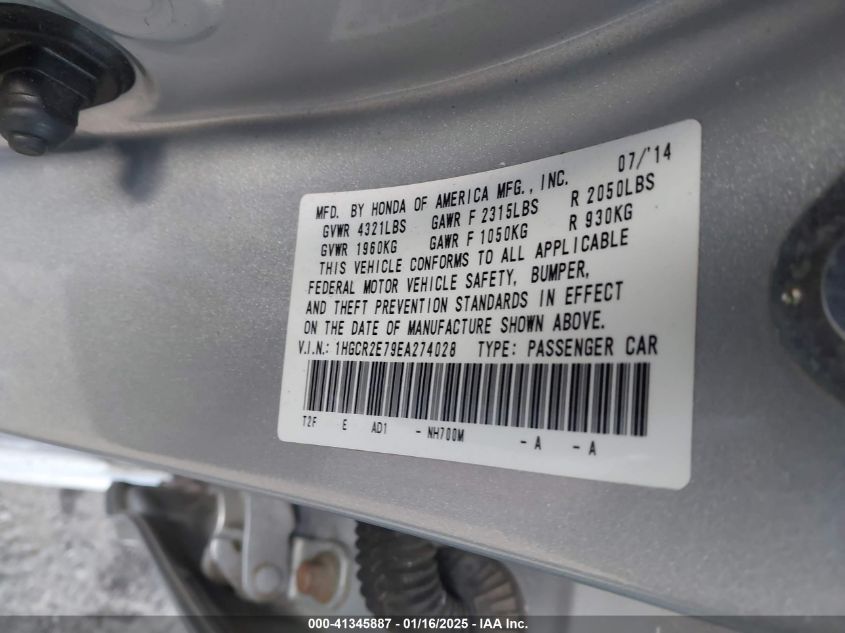 07/'14
MFD. BY HONDA OF AMERICA MFG., INC.
GVWR 4321LBS GAWR F 2315LBS R 2050LBS
GVWR 1960KG GAWR F 1050KG R 930KG
THIS VEHICLE CONFORMS TO ALL APPLICABLE
FEDERAL MOTOR VEHICLE SAFETY, BUMPER,
AND THEFT PREVENTION STANDARDS IN EFFECT
ON THE DATE OF MANUFACTURE SHOWN ABOVE.
V.I.N.: 1HGCR2E79EA274028 TYPE: PASSENGER CAR
T2F E AD1 - NH700M - A - A
000-41345887 - 01/16/2025 - IAA Inc.